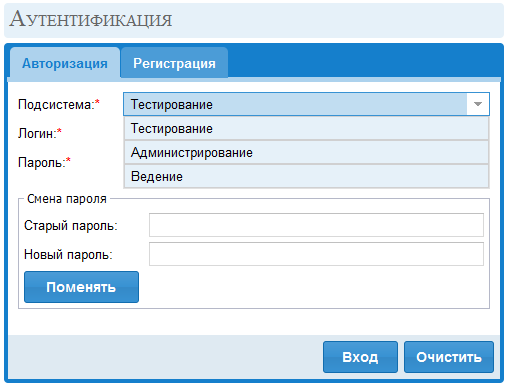 Аутентификация
Авторизация Регистрация
Подсистема:* Тестирование
Логин:* Тестирование
Администрирование
Пароль:*
Ведение
Смена пароля
Старый пароль:
Новый пароль:
Поменять
Вход Очистить